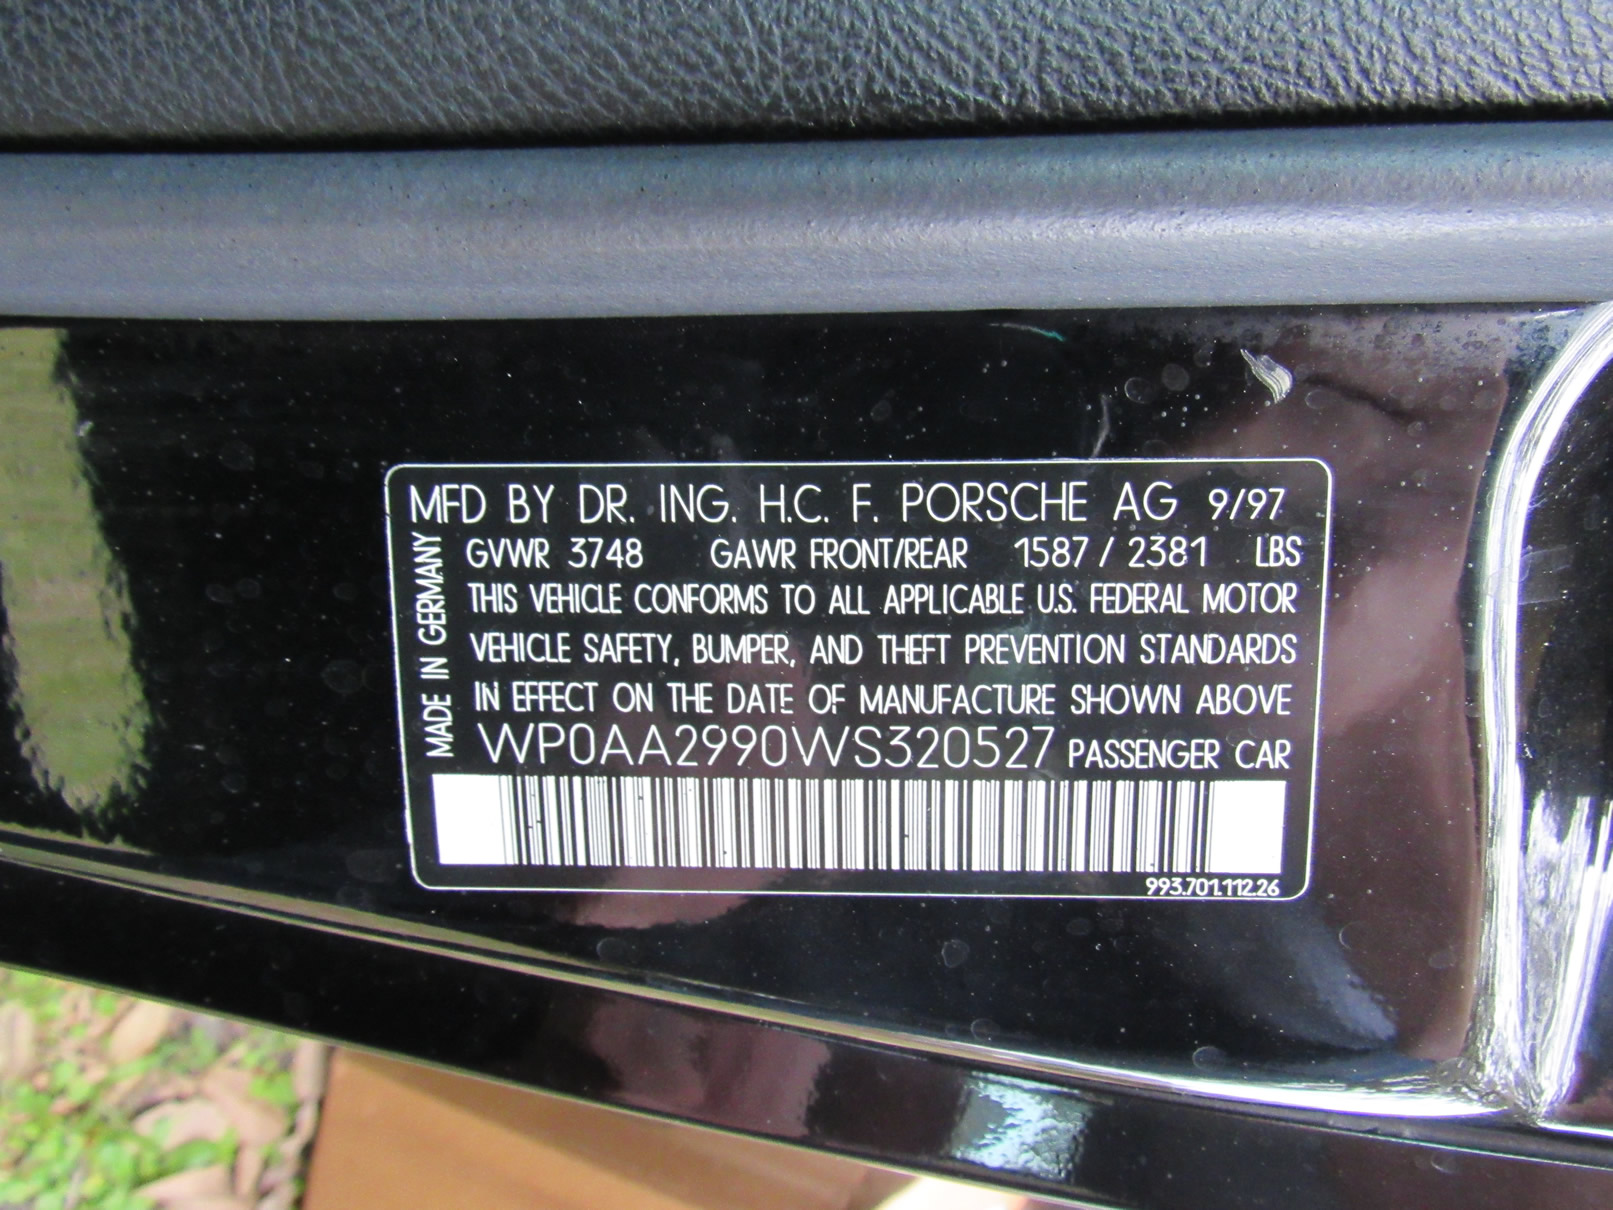 MFD BY DR. ING. H.C. F. PORSCHE AG 9/97
GVWR 3748 GAWR FRONT/REAR 1587 / 2381 LBS
THIS VEHICLE CONFORMS TO ALL APPLICABLE U.S. FEDERAL MOTOR
VEHICLE SAFETY, BUMPER, AND THEFT PREVENTION STANDARDS
IN EFFECT ON THE DATE OF MANUFACTURE SHOWN ABOVE
WP0AA2990WS320527 PASSENGER CAR
MADE IN GERMANY
993.701.112.26